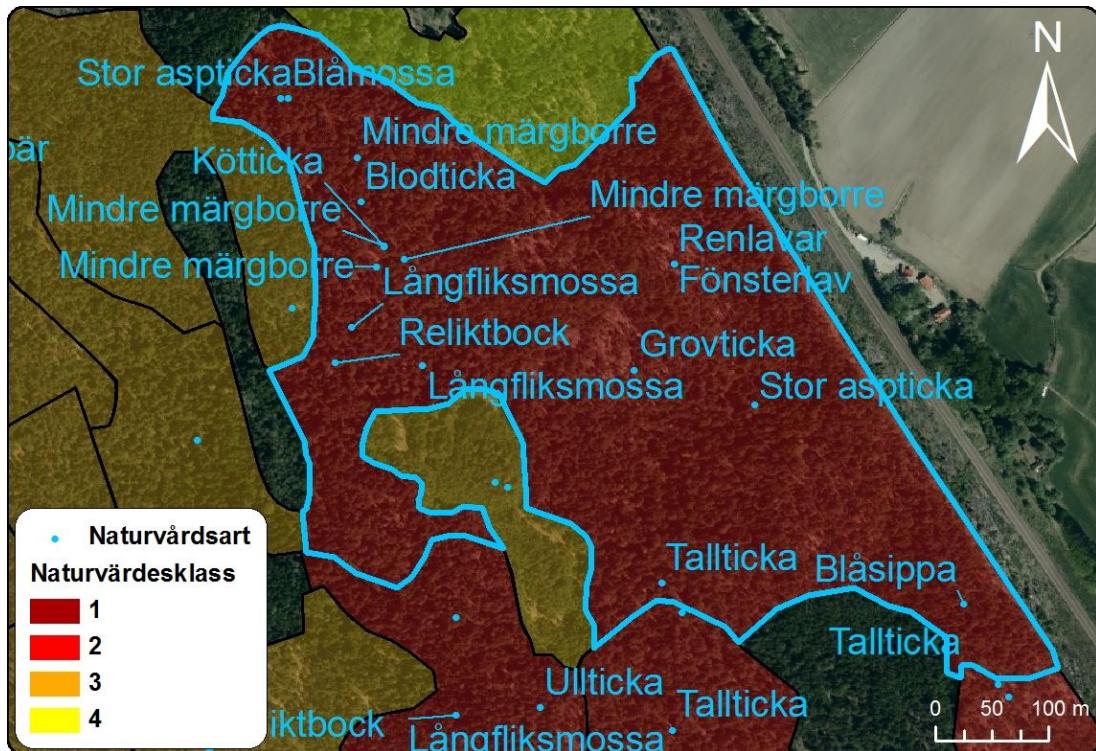 N
Stor aspticka Blåmossa
Mindre märgborre
Kötticka
Blodticka
Mindre märgborre
Mindre märgborre
Renlavar
Mindre märgborre
Långfliksmossa
Fönsterlav
Reliktbock
Grovticka
Långfliksmossa
Stor aspticka
Naturvårdsart
Naturvärdesklass
1
2
3
4
Tallticka
Blåsippa
Tallticka
Ullticka
Tallticka
liktbock
Långfliksmossa
0 50 100 m